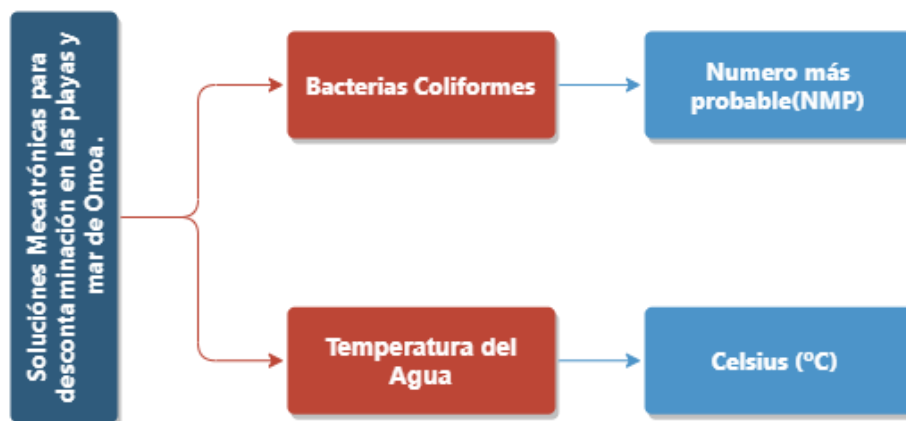 Soluciónes Mecatrónicas para
descontaminación en las playas y
mar de Omoa.
Bacterias Coliformes
Numero más
probable(NMP)
Temperatura del
Agua
Celsius (ºC)